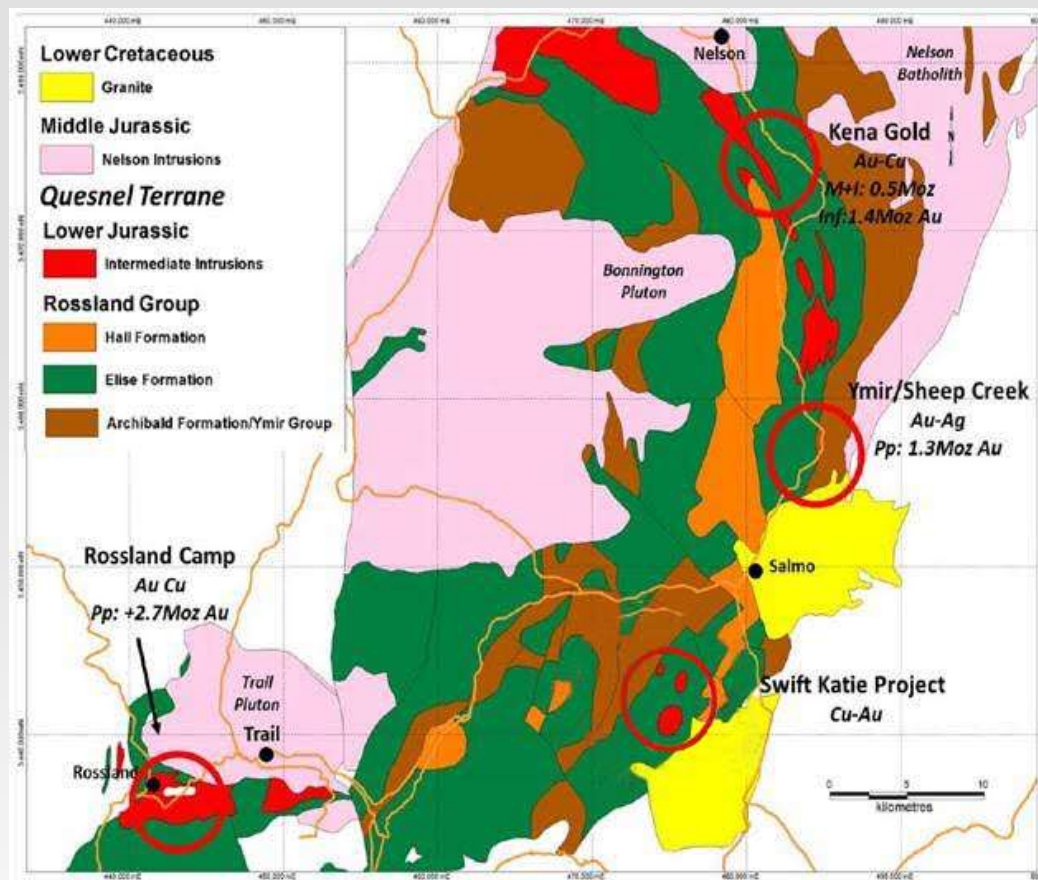 Lower Cretaceous
Granite
Middle Jurassic
Nelson Intrusions
Quesnel Terrane
Lower Jurassic
Intermediate Intrusions
Rossland Group
Hall Formation
Elise Formation
Archibald Formation/Ymir Group
Nelson
Nelson
Batholith
Kena Gold
Au-Cu
M+I: 0.5Moz
Inf:1.4Moz Au
Bonnington
Pluton
Ymir/Sheep Creek
Au-Ag
Pp: 1.3Moz Au
Rossland Camp
Au Cu
Pp: +2.7Moz Au
Salmo
Swift Katie Project
Cu-Au
Trail
Pluton
Trail
Rossland
0 5 10
kilometres